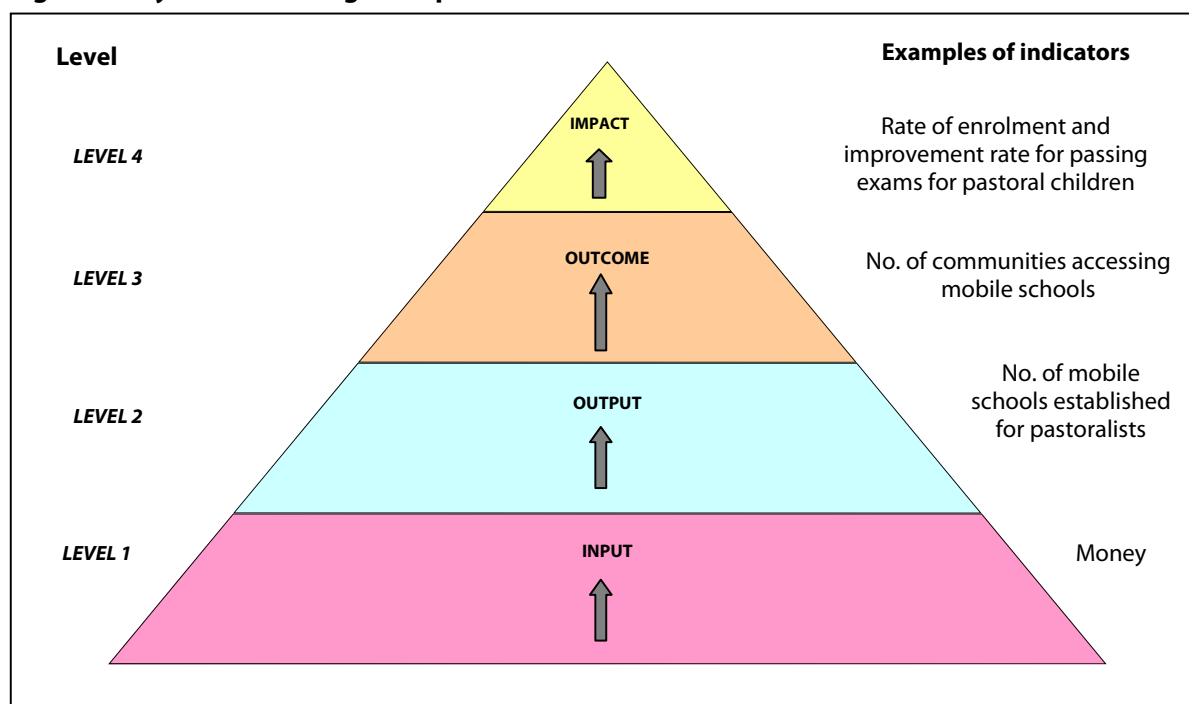 Level
Examples of indicators
IMPACT
LEVEL 4
Rate of enrolment and
improvement rate for passing
exams for pastoral children
OUTCOME
LEVEL 3
No. of communities accessing
mobile schools
OUTPUT
LEVEL 2
No. of mobile
schools established
for pastoralists
INPUT
LEVEL 1
Money